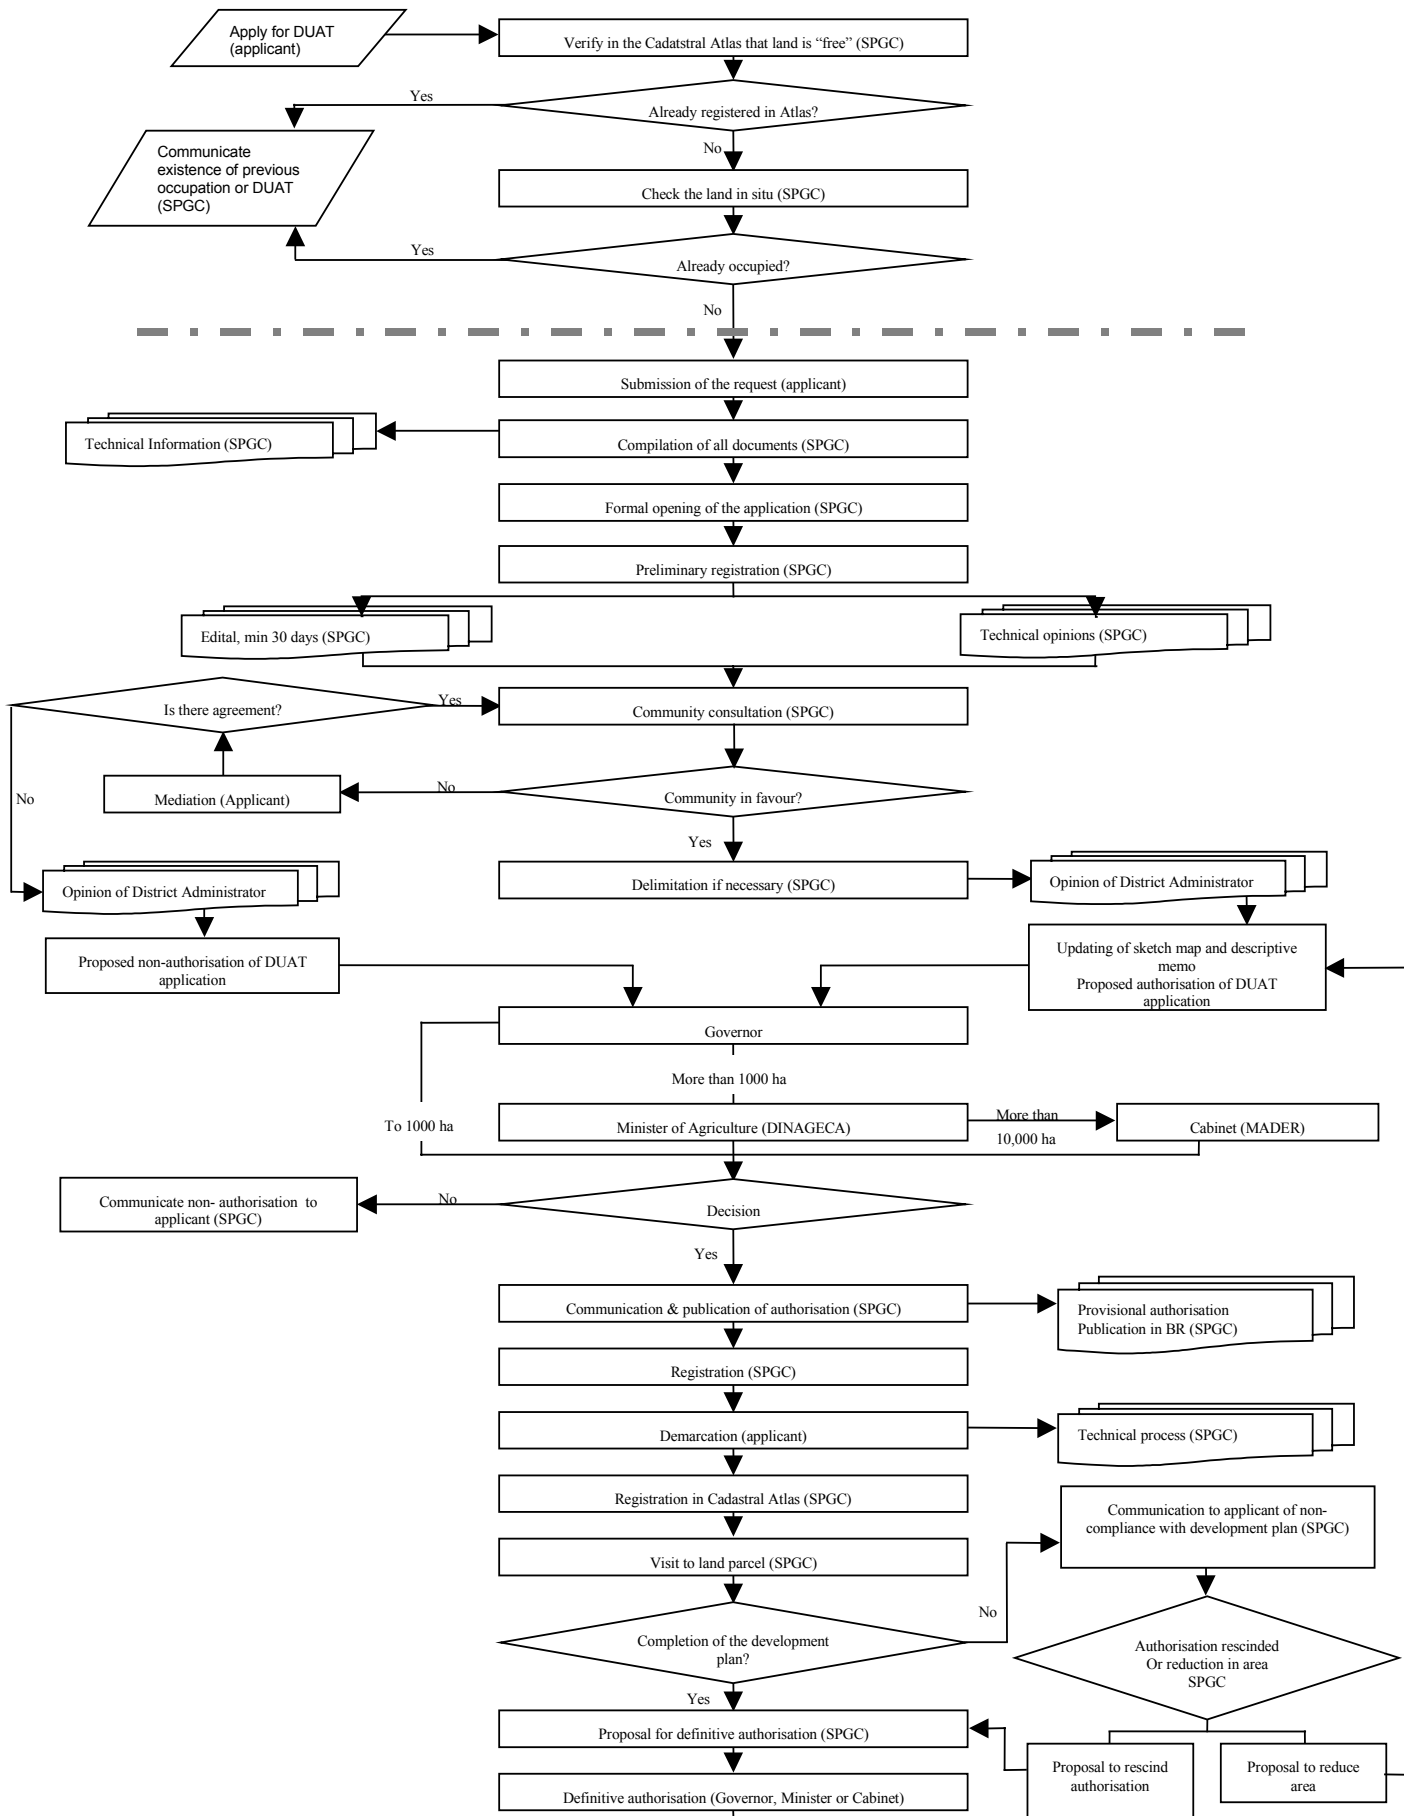 Apply for DUAT
(applicant)
Verify in the Cadatstral Atlas that land is “free” (SPGC)
Yes
Already registered in Atlas?
Communicate
existence of previous
occupation or DUAT
(SPGC)
No
Check the land in situ (SPGC)
Yes
Already occupied?
No
Submission of the request (applicant)
Technical Information (SPGC)
Compilation of all documents (SPGC)
Formal opening of the application (SPGC)
Preliminary registration (SPGC)
Edital, min 30 days (SPGC)
Technical opinions (SPGC)
Is there agreement?
Yes
Community consultation (SPGC)
No
Mediation (Applicant)
No
Community in favour?
Yes
Opinion of District Administrator
Delimitation if necessary (SPGC)
Opinion of District Administrator
Proposed non-authorisation of DUAT
application
Updating of sketch map and descriptive
memo
Proposed authorisation of DUAT
application
Governor
More than 1000 ha
To 1000 ha
Minister of Agriculture (DINAGECA)
More than
10,000 ha
Cabinet (MADER)
Communicate non- authorisation to
applicant (SPGC)
No
Decision
Yes
Communication & publication of authorisation (SPGC)
Provisional authorisation
Publication in BR (SPGC)
Registration (SPGC)
Demarcation (applicant)
Technical process (SPGC)
Registration in Cadastral Atlas (SPGC)
Communication to applicant of non-
compliance with development plan (SPGC)
Visit to land parcel (SPGC)
No
Completion of the development
plan?
Authorisation rescinded
Or reduction in area
SPGC
Yes
Proposal for definitive authorisation (SPGC)
Proposal to rescind
authorisation
Proposal to reduce
area
Definitive authorisation (Governor, Minister or Cabinet)